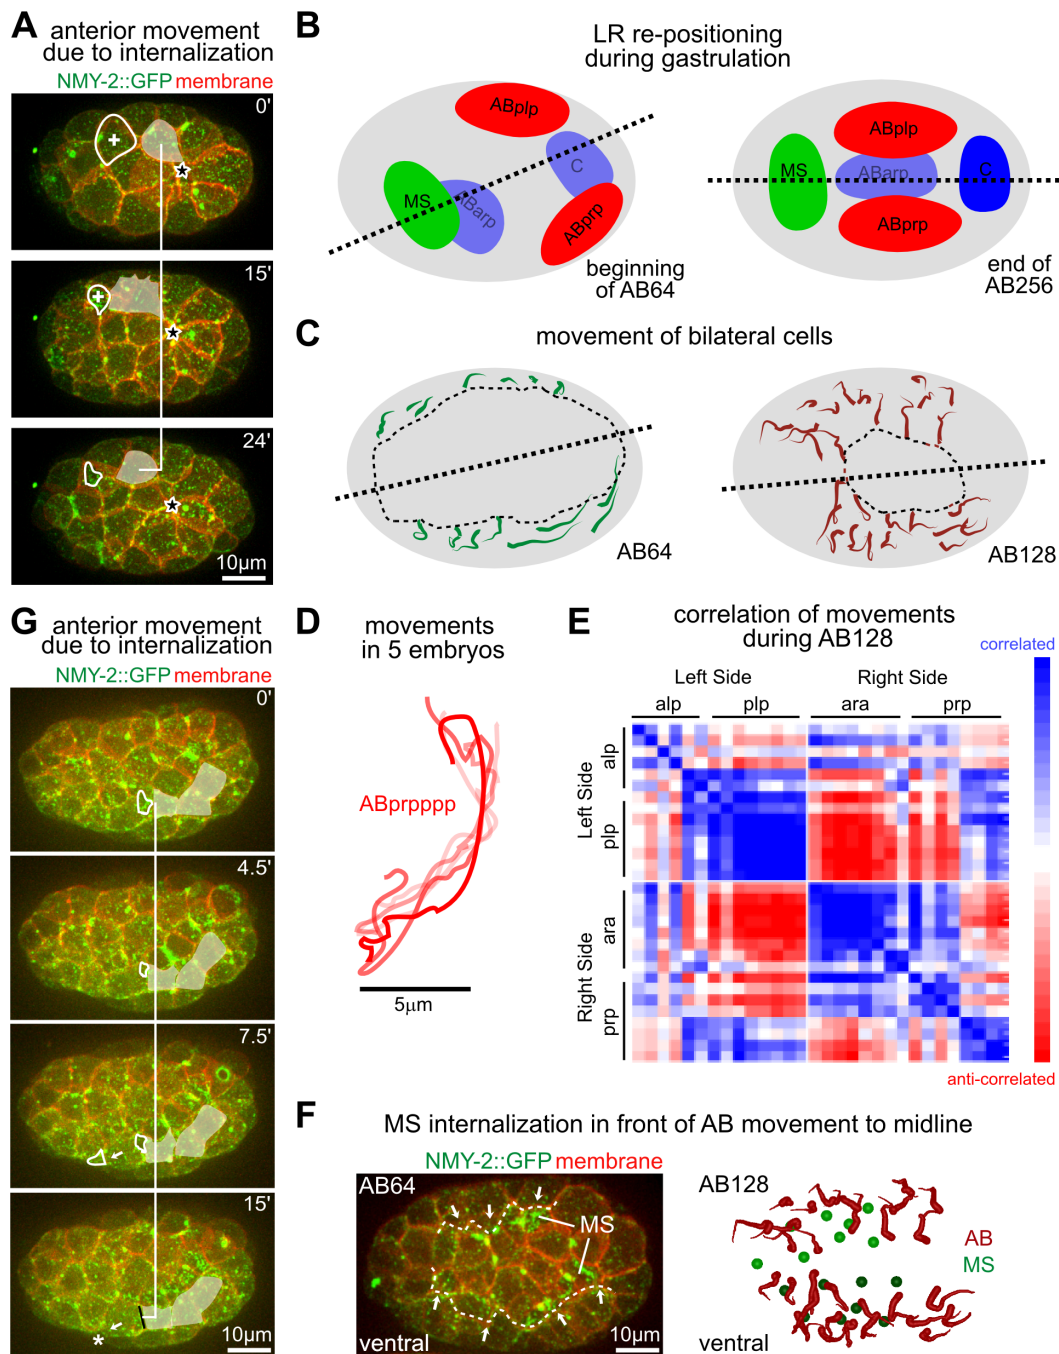 A
anterior movement
due to internalization
NMY-2::GFP membrane
0'
15'
24'
10µm
B
LR re-positioning
during gastrulation
ABplp
C
MS
ABarp
ABprp
beginning
of AB64
ABplp
MS
ABarp
C
ABprp
end of
AB256
C
movement of bilateral cells
AB64
AB128
G
anterior movement
due to internalization
NMY-2::GFP membrane
0'
4.5'
7.5'
15'
*
10µm
D
movements
in 5 embryos
ABprpppp
5µm
E
correlation of movements
during AB128
correlated
Left Side
Right Side
alp
plp
ara
prp
Left Side
alp
plp
Right Side
ara
prp
anti-correlated
F
MS internalization in front of AB movement to midline
NMY-2::GFP membrane
AB64
MS
ventral
10µm
AB128
AB
MS
ventral